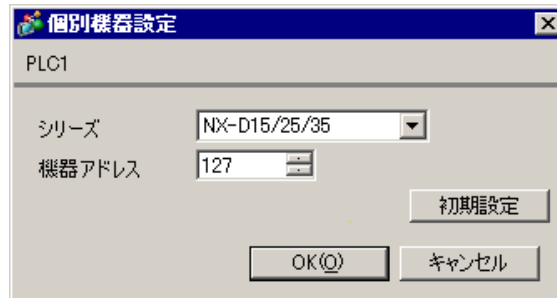 個別機器設定
PLC1
シリーズ NX-D15/25/35
機器アドレス 127
初期設定
OK(O) キャンセル